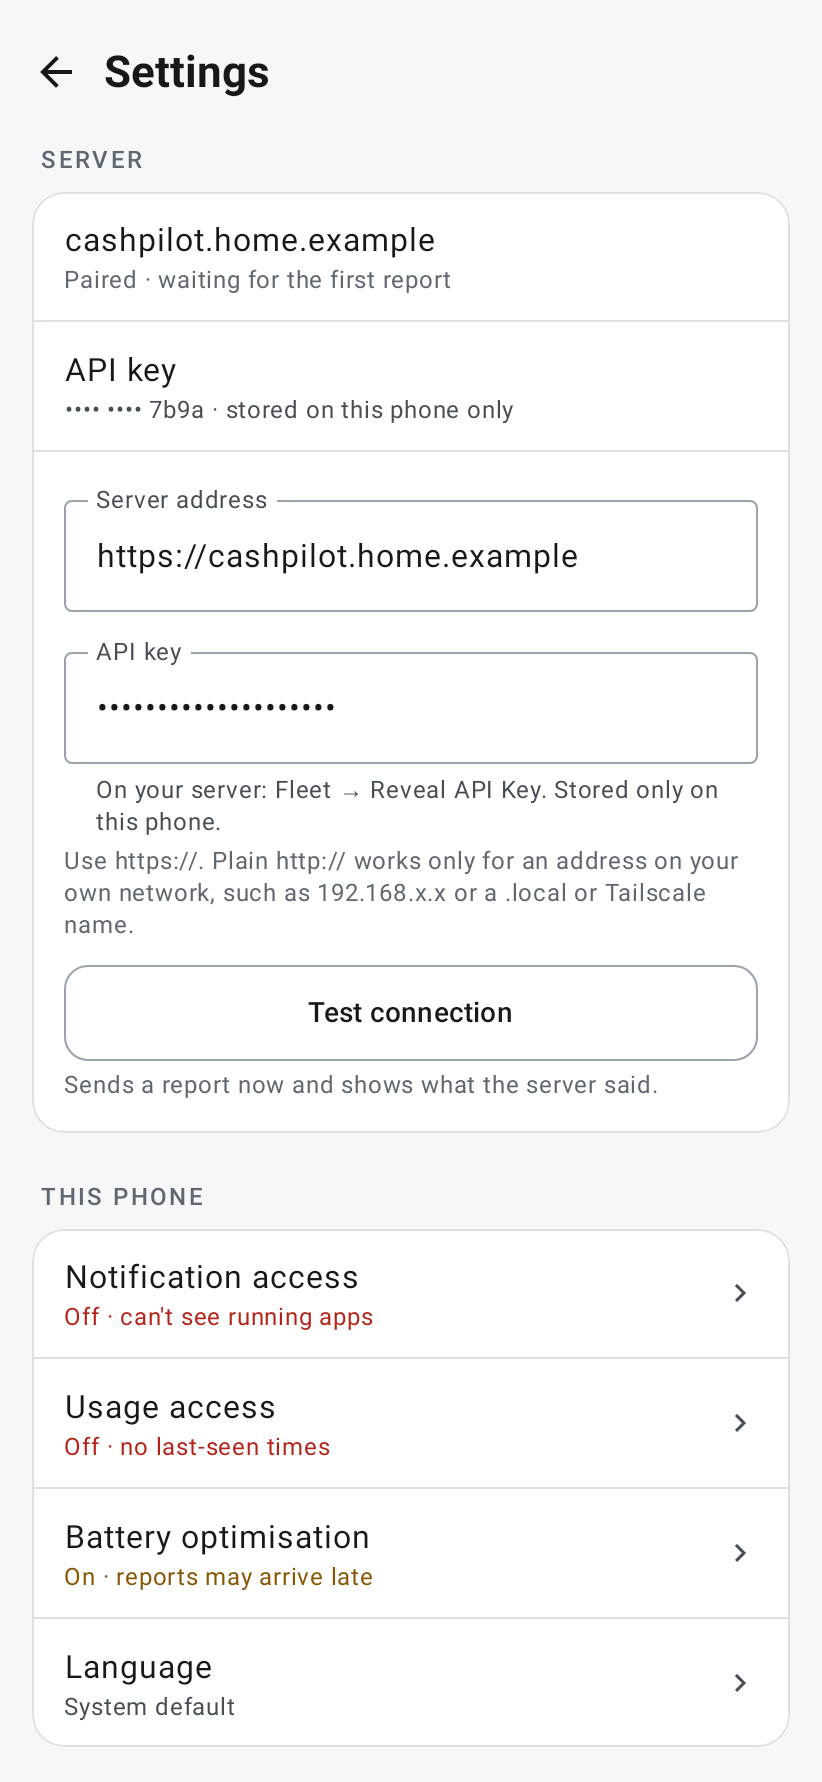 Settings
SERVER
cashpilot.home.example
Paired · waiting for the first report
API key
•••• •••• 7b9a · stored on this phone only
Server address
https://cashpilot.home.example
API key
••••••••••••••••••••
On your server: Fleet → Reveal API Key. Stored only on
this phone.
Use https://. Plain http:// works only for an address on your
own network, such as 192.168.x.x or a .local or Tailscale
name.
Test connection
Sends a report now and shows what the server said.
THIS PHONE
Notification access
Off · can't see running apps
Usage access
Off · no last-seen times
Battery optimisation
On · reports may arrive late
Language
System default